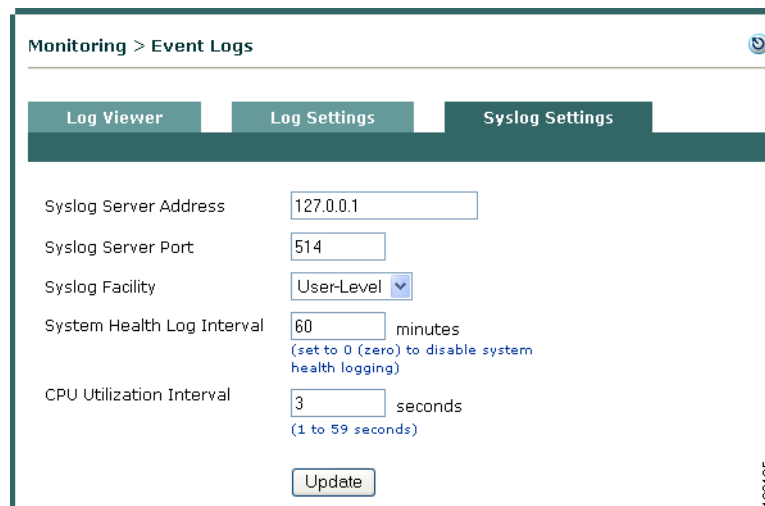 Monitoring > Event Logs
Log Viewer Log Settings Syslog Settings
Syslog Server Address 127.0.0.1
Syslog Server Port 514
Syslog Facility User-Level
System Health Log Interval 60 minutes
(set to 0 (zero) to disable system
health logging)
CPU Utilization Interval 3 seconds
(1 to 59 seconds)
Update